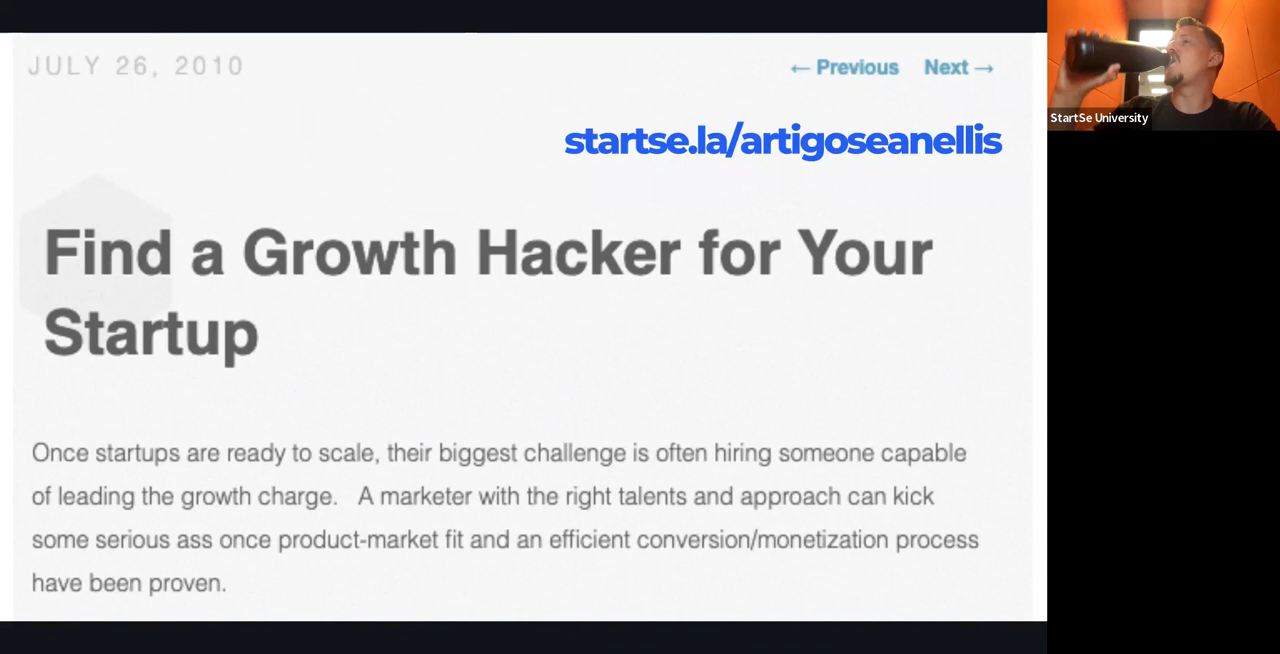 JULY 26, 2010
← Previous Next →
startse.la/artigoseanellis
Find a Growth Hacker for Your
Startup
Once startups are ready to scale, their biggest challenge is often hiring someone capable
of leading the growth charge. A marketer with the right talents and approach can kick
some serious ass once product-market fit and an efficient conversion/monetization process
have been proven.
StartSe University